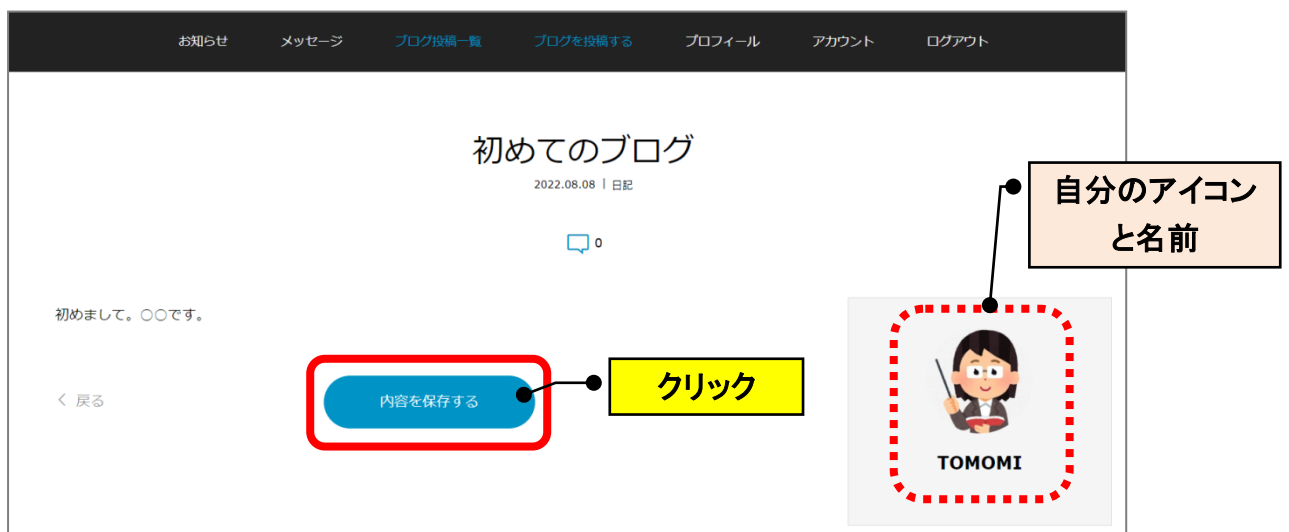 お知らせ メッセージ ブログ投稿一覧 ブログを投稿する プロフィール アカウント ログアウト
初めてのブログ
2022.08.08 | 日記
0
自分のアイコン
と名前
初めまして。○○です。
< 戻る
内容を保存する
クリック
TOMOMI